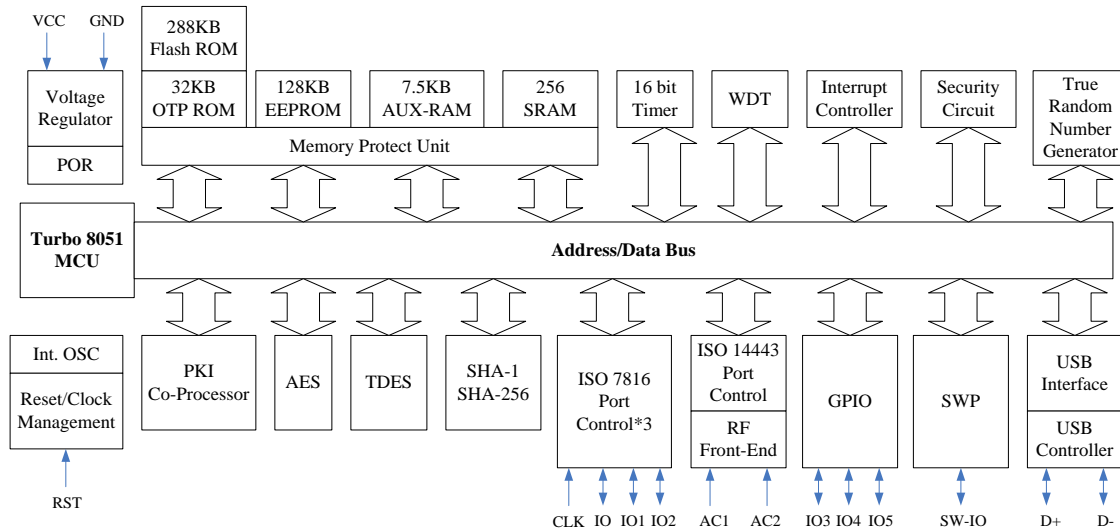 VCC
GND
288KB
Flash ROM
Voltage
Regulator
POR
32KB
OTP ROM
128KB
EEPROM
7.5KB
AUX-RAM
256
SRAM
Memory Protect Unit
16 bit
Timer
WDT
Interrupt
Controller
Security
Circuit
True
Random
Number
Generator
Turbo 8051
MCU
Address/Data Bus
Int. OSC
Reset/Clock
Management
RST
PKI
Co-Processor
AES
TDES
SHA-1
SHA-256
ISO 7816
Port
Control*3
ISO 14443
Port
Control
RF
Front-End
GPIO
SWP
USB
Interface
USB
Controller
CLK
IO
IO1
IO2
AC1
AC2
IO3
IO4
IO5
SW-IO
D+
D-